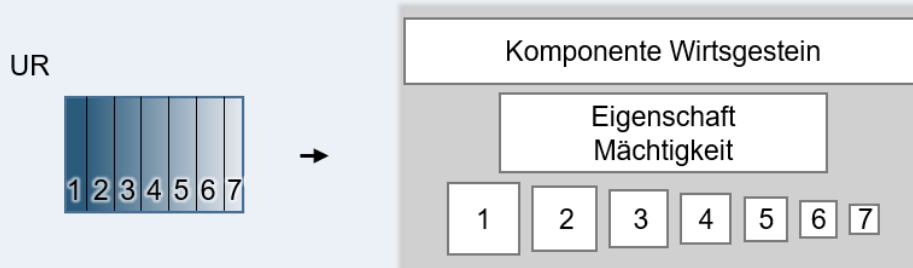 UR
1 2 3 4 5 6 7
Komponente Wirtsgestein
Eigenschaft
Mächtigkeit
1 2 3 4 5 6 7